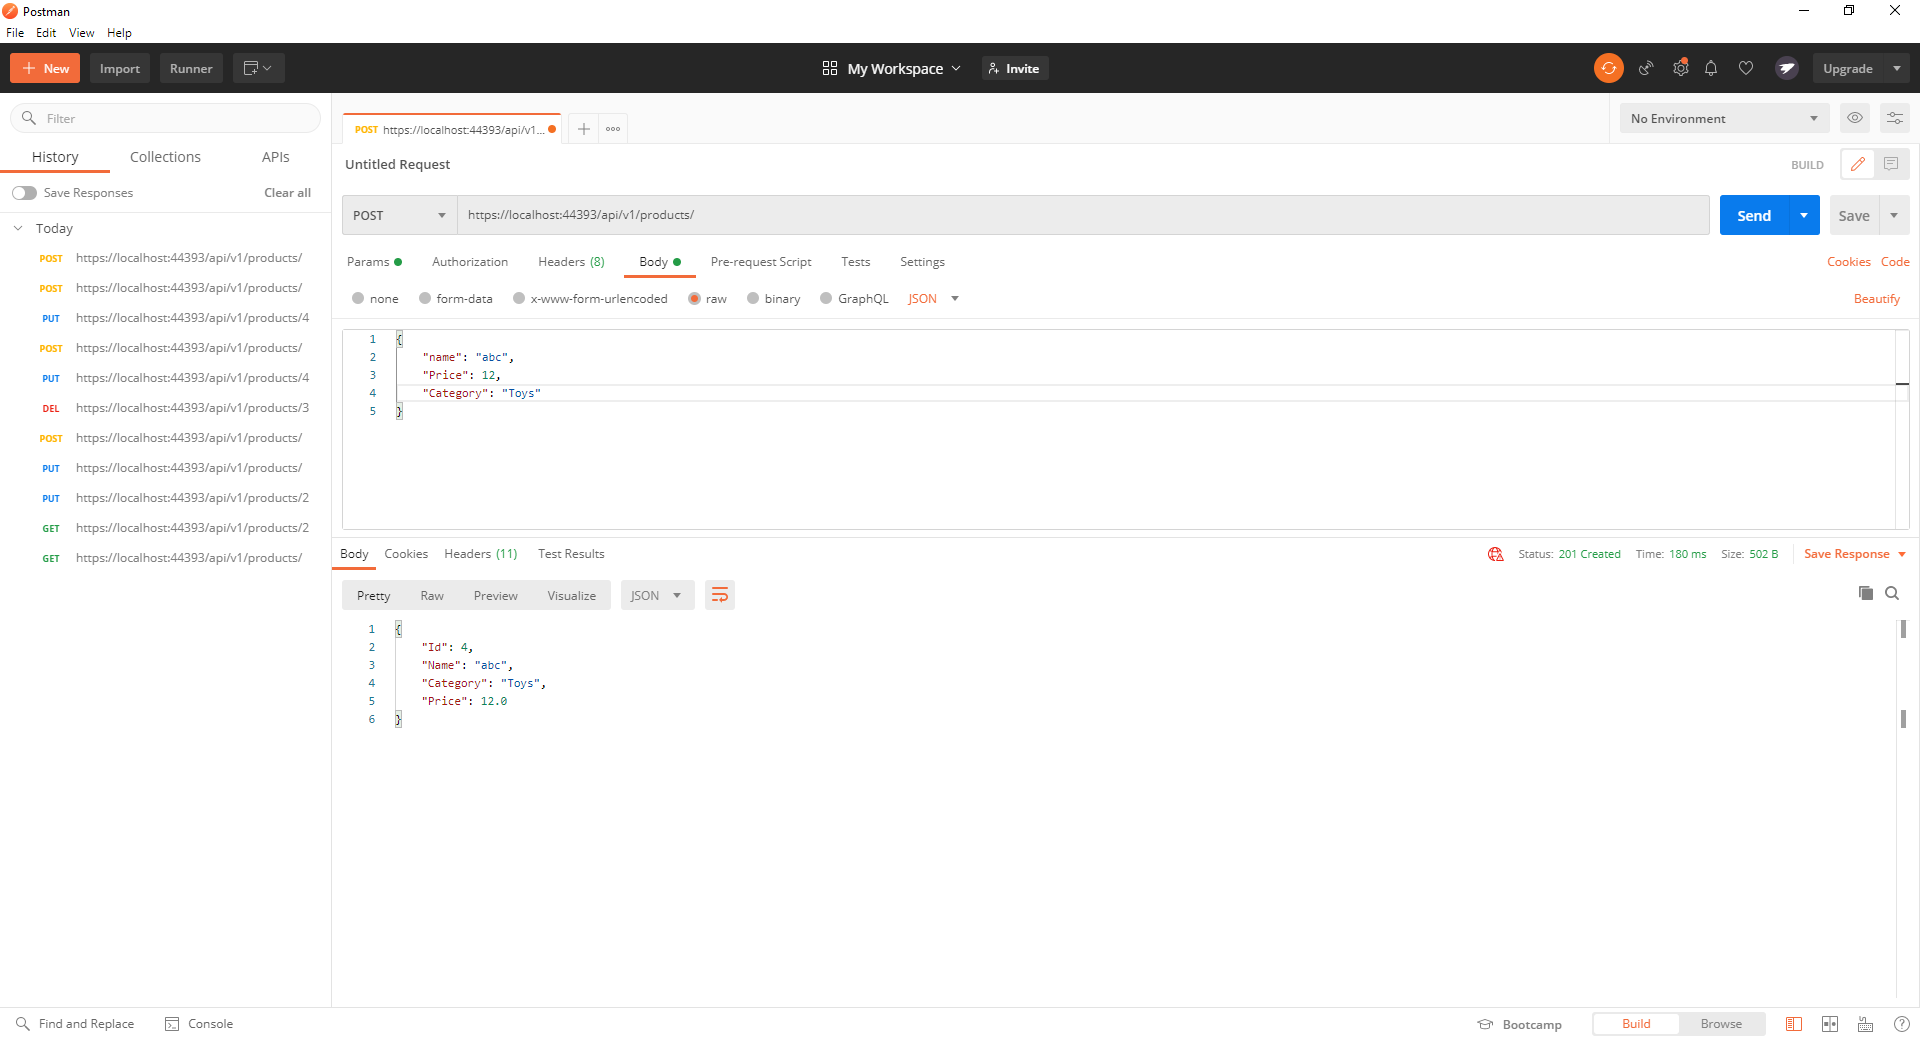 Postman
File Edit View Help
New Import Runner My Workspace Invite Upgrade
Filter
History Collections APIs
Save Responses Clear all
Today
POST https://localhost:44393/api/v1/products/
POST https://localhost:44393/api/v1/products/
PUT https://localhost:44393/api/v1/products/4
POST https://localhost:44393/api/v1/products/
PUT https://localhost:44393/api/v1/products/4
DEL https://localhost:44393/api/v1/products/3
POST https://localhost:44393/api/v1/products/
PUT https://localhost:44393/api/v1/products/
PUT https://localhost:44393/api/v1/products/2
GET https://localhost:44393/api/v1/products/2
GET https://localhost:44393/api/v1/products/
POST https://localhost:44393/api/v1...
No Environment
Untitled Request BUILD
POST https://localhost:44393/api/v1/products/ Send Save
Params Authorization Headers (8) Body Pre-request Script Tests Settings Cookies Code
none form-data x-www-form-urlencoded raw binary GraphQL JSON Beautify
1 {
2 "name": "abc",
3 "Price": 12,
4 "Category": "Toys"
5 }
Body Cookies Headers (11) Test Results Status: 201 Created Time: 180 ms Size: 502 B Save Response
Pretty Raw Preview Visualize JSON
1 {
2 "Id": 4,
3 "Name": "abc",
4 "Category": "Toys",
5 "Price": 12.0
6 }
Find and Replace Console Bootcamp Build Browse